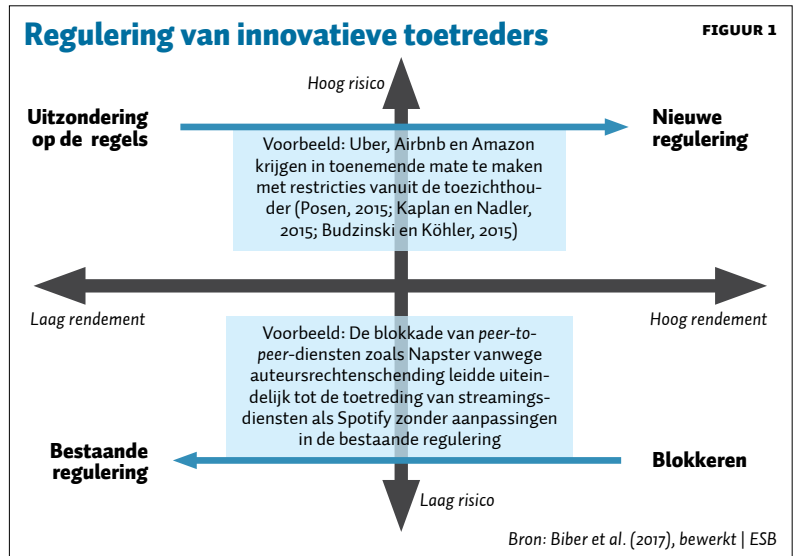 Regulering van innovatieve toetreders
FIGUUR 1
Hoog risico
Uitzondering
op de regels
Nieuwe
regulering
Voorbeeld: Uber, Airbnb en Amazon
krijgen in toenemende mate te maken
met restricties vanuit de toezichthou-
der (Posen, 2015; Kaplan en Nadler,
2015; Budzinski en Köhler, 2015)
Laag rendement
Hoog rendement
Voorbeeld: De blokkade van peer-to-
peer-diensten zoals Napster vanwege
auteursrechtenschending leidde uitein-
delijk tot de toetreding van streamings-
diensten als Spotify zonder aanpassingen
in de bestaande regulering
Bestaande
regulering
Blokkeren
Laag risico
Bron: Biber et al. (2017), bewerkt | ESB